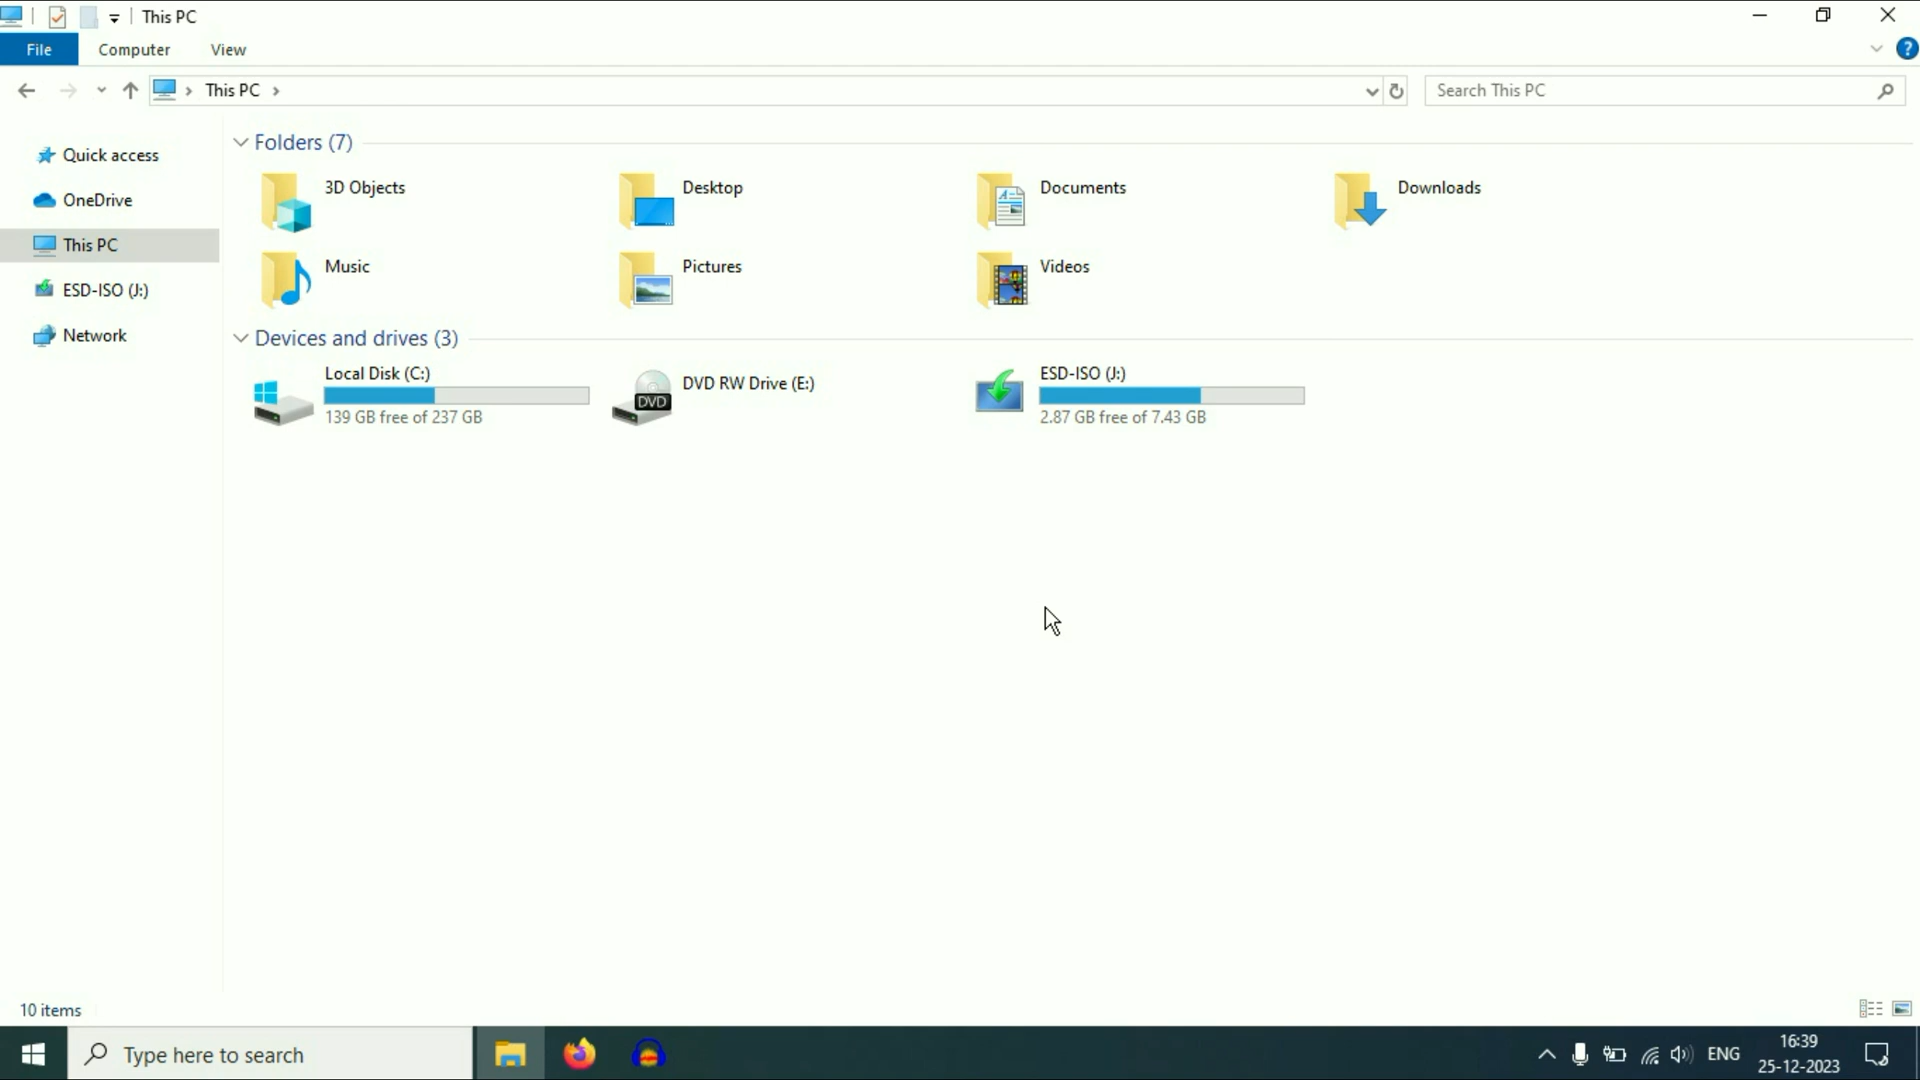 This PC
File Computer View
This PC
Search This PC
Quick access
OneDrive
This PC
ESD-ISO (J:)
Network
Folders (7)
3D Objects
Desktop
Documents
Downloads
Music
Pictures
Videos
Devices and drives (3)
Local Disk (C:)
139 GB free of 237 GB
DVD
DVD RW Drive (E:)
ESD-ISO (J:)
2.87 GB free of 7.43 GB
10 items
Type here to search
ENG
16:39
25-12-2023